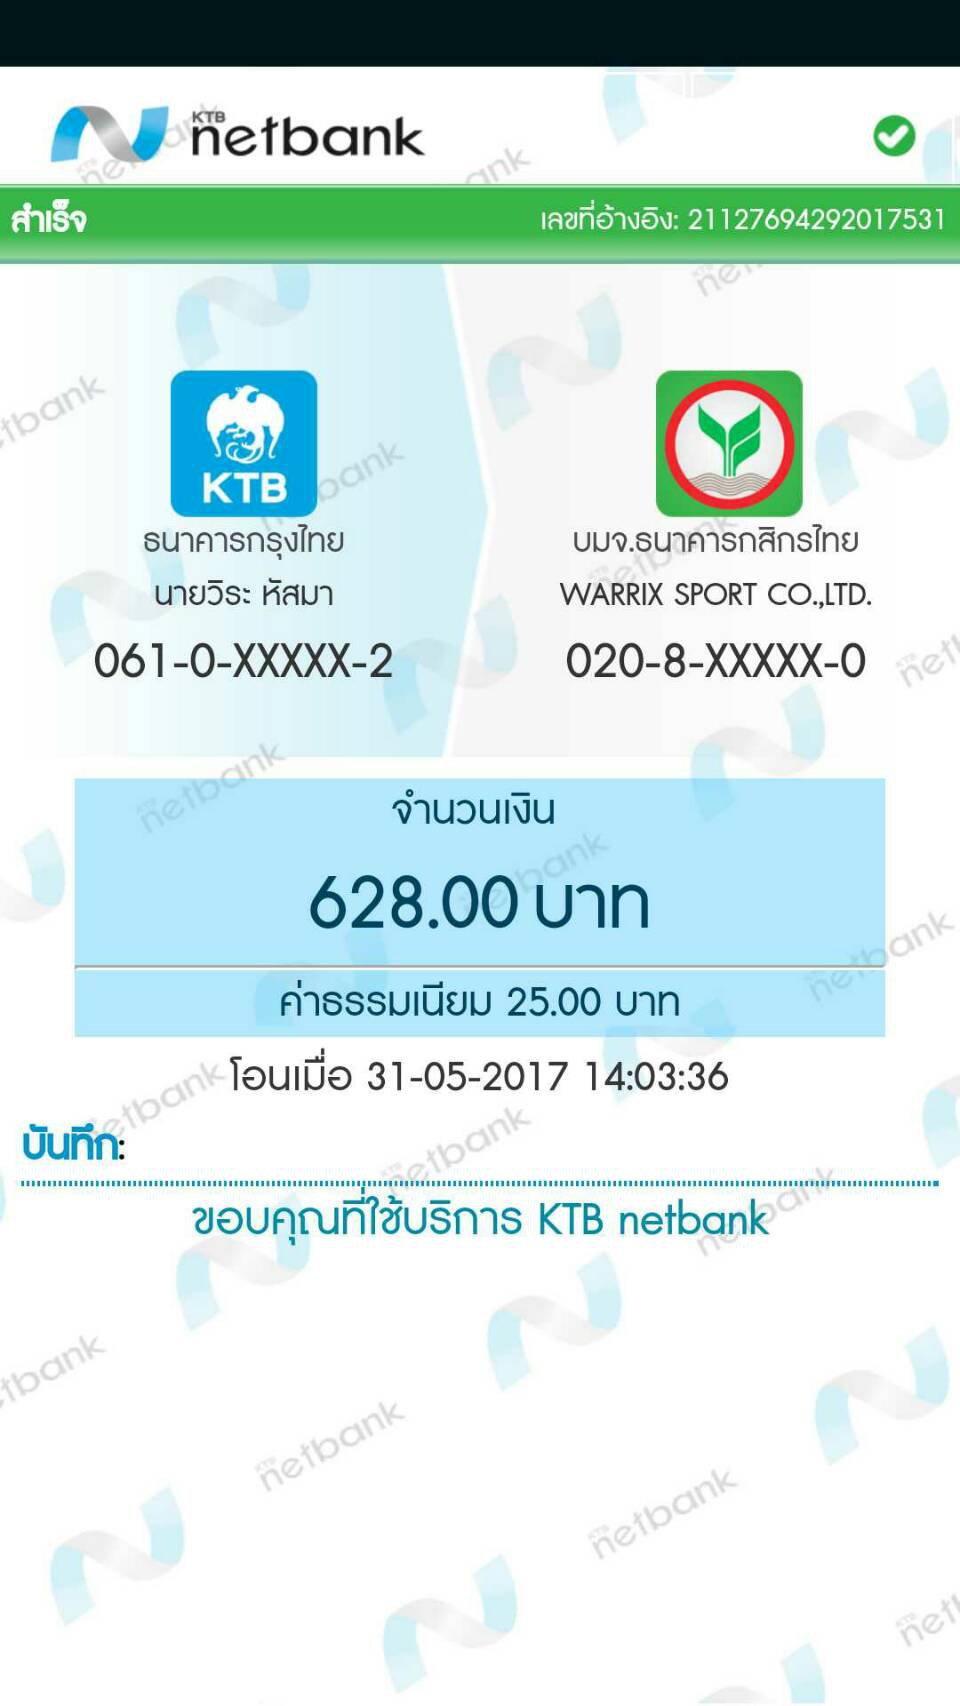 KTB
netbank
สำเร็จ
เลขที่อ้างอิง: 21127694292017531
KTB
ธนาคารกรุงไทย
นายวิระ หัสมา
061-0-XXXXX-2
บมจ.ธนาคารกสิกรไทย
WARRIX SPORT CO.,LTD.
020-8-XXXXX-0
จำนวนเงิน
628.00 บาท
ค่าธรรมเนียม 25.00 บาท
โอนเมื่อ 31-05-2017 14:03:36
บันทึก:
ขอบคุณที่ใช้บริการ KTB netbank